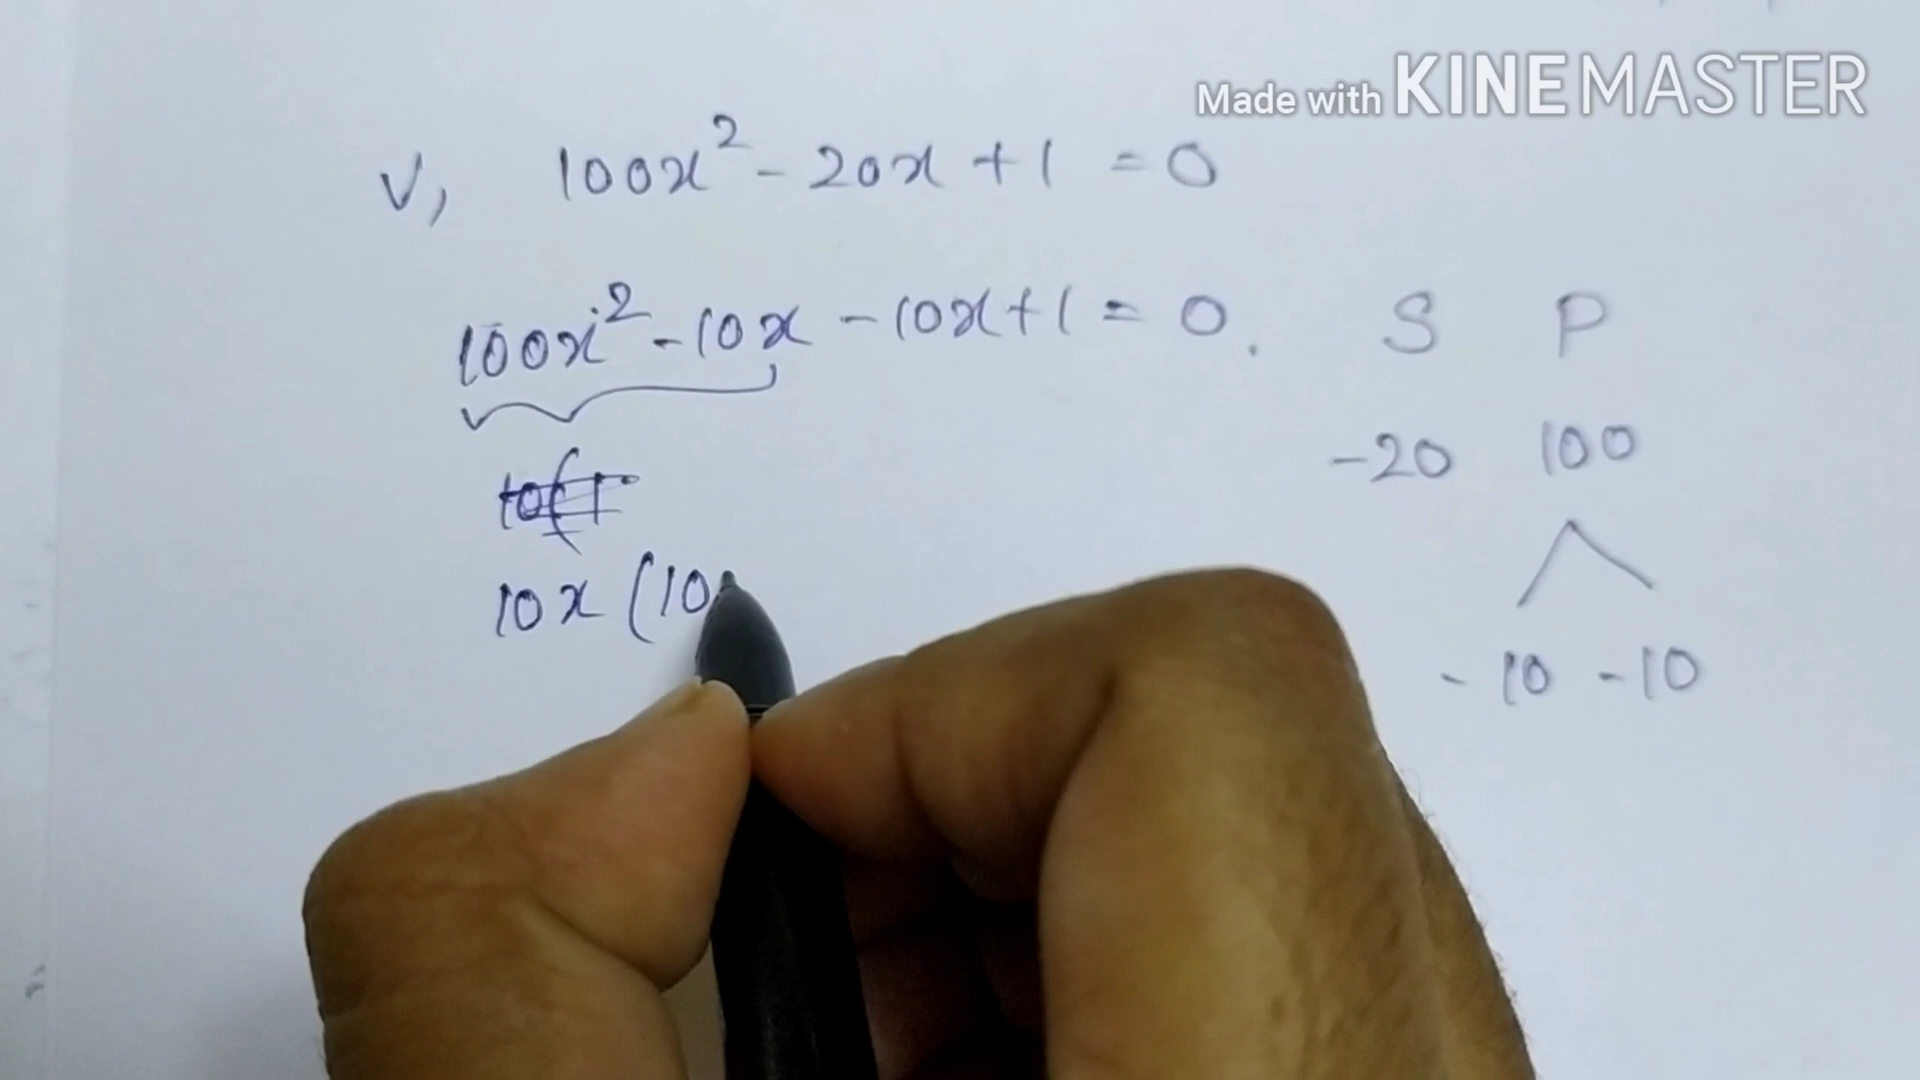 Made with KINEMASTER
V, 100x² - 20x + 1 = 0
100x² - 10x - 10x + 1 = 0.
S P
-20 100
10x (10
-10 -10